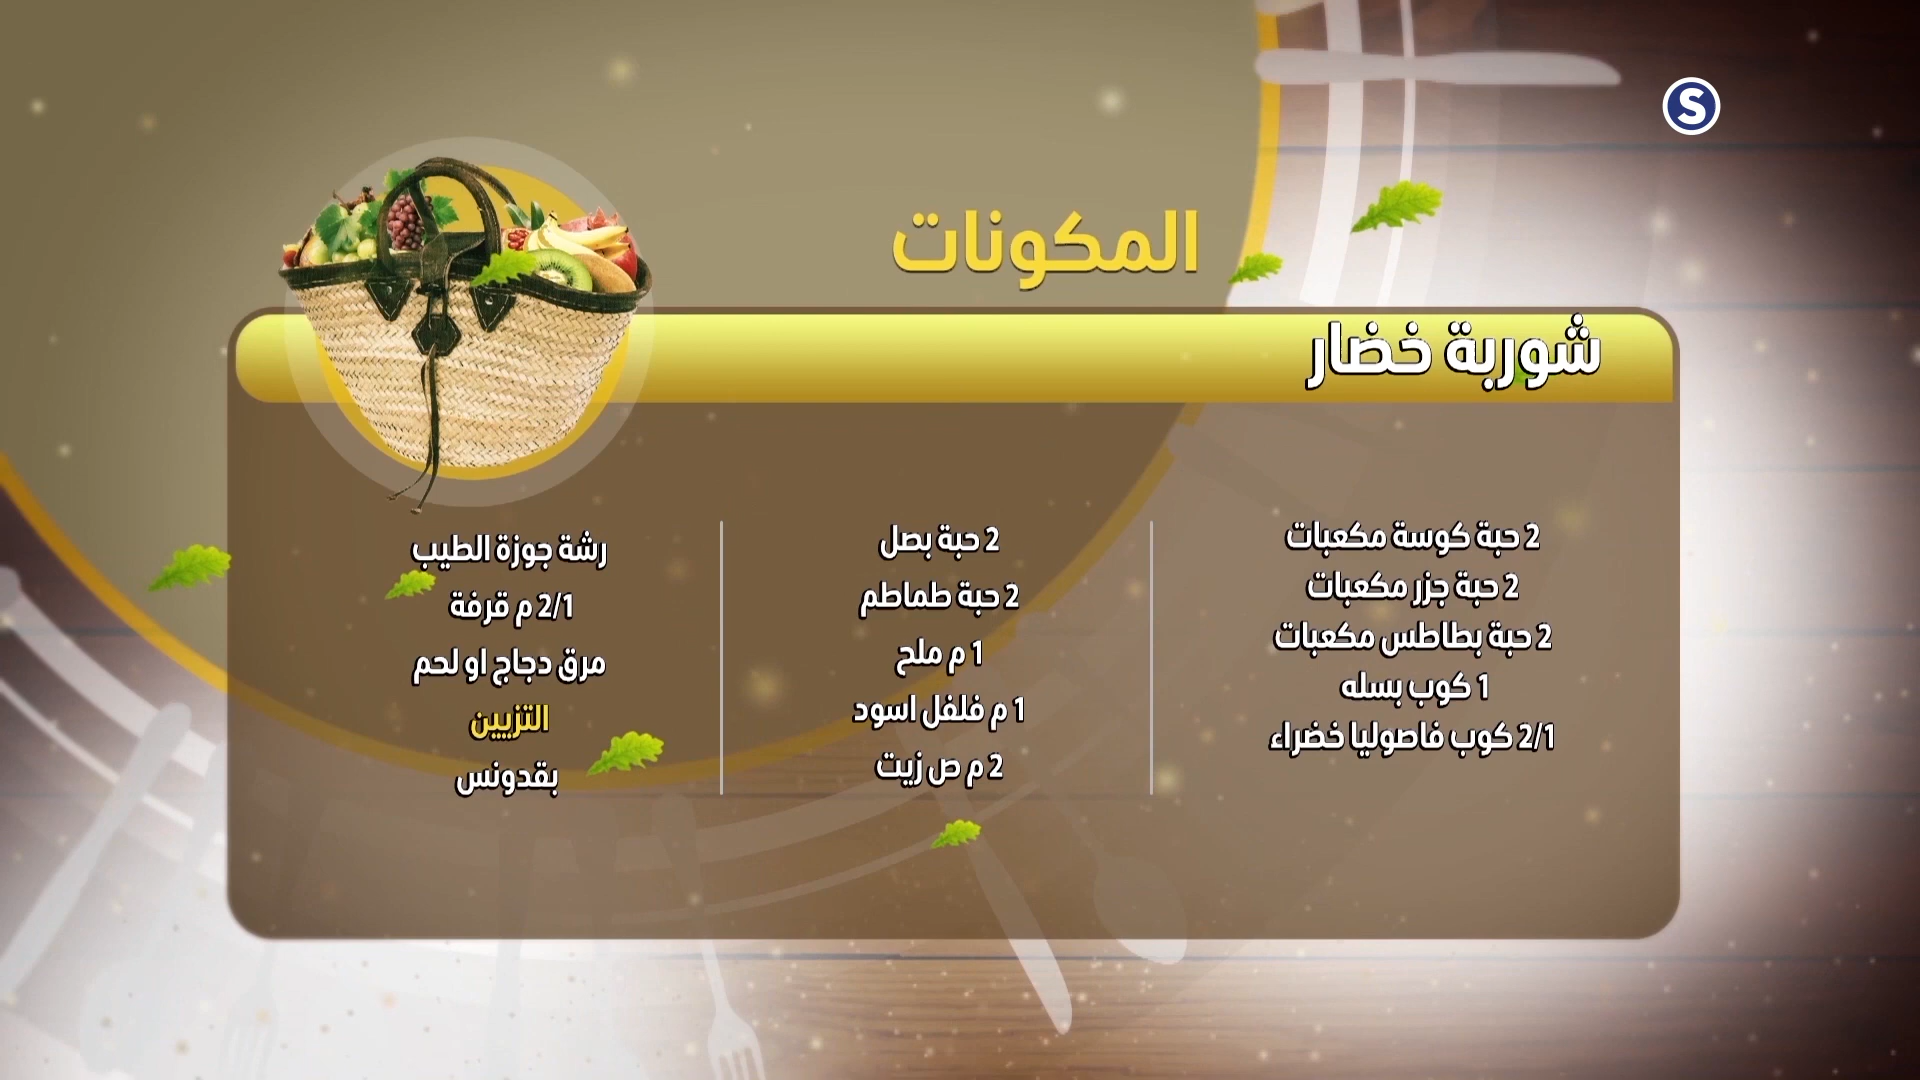 S
المكونات
شوربة خضار
2 حبة كوسة مكعبات
2 حبة جزر مكعبات
2 حبة بطاطس مكعبات
1 كوب بسله
2/1 كوب فاصوليا خضراء
2 حبة بصل
2 حبة طماطم
1 م ملح
1 م فلفل اسود
2 م ص زيت
رشة جوزة الطيب
2/1 م قرفة
مرق دجاج او لحم
التزيين
بقدونس